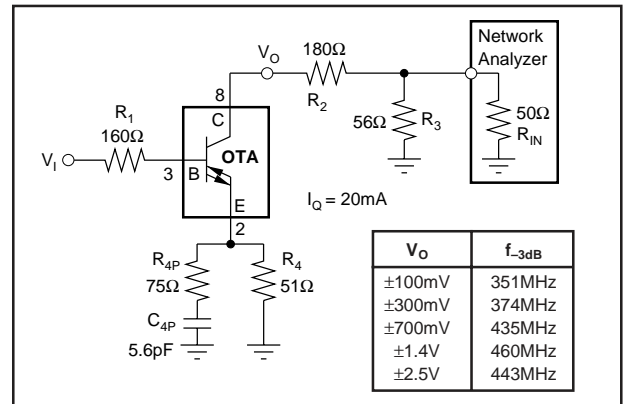 Network
Analyzer
V_O
180Ω
R_2
8
C
56Ω
R_3
50Ω
R_IN
R_1
160Ω
V_I
3
B
OTA
I_Q = 20mA
E
2
R_4P
75Ω
R_4
51Ω
C_4P
5.6pF
V_O f_–3dB
±100mV 351MHz
±300mV 374MHz
±700mV 435MHz
±1.4V 460MHz
±2.5V 443MHz